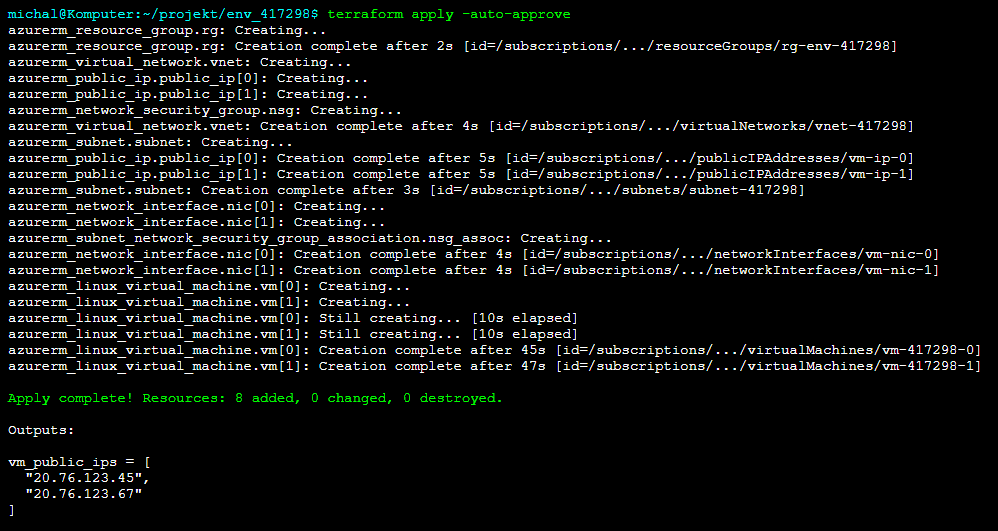 michal@Komputer:~/projekt/env_417298$ terraform apply -auto-approve
azurerm_resource_group.rg: Creating...
azurerm_resource_group.rg: Creation complete after 2s [id=/subscriptions/.../resourceGroups/rg-env-417298]
azurerm_virtual_network.vnet: Creating...
azurerm_public_ip.public_ip[0]: Creating...
azurerm_public_ip.public_ip[1]: Creating...
azurerm_network_security_group.nsg: Creating...
azurerm_virtual_network.vnet: Creation complete after 4s [id=/subscriptions/.../virtualNetworks/vnet-417298]
azurerm_subnet.subnet: Creating...
azurerm_public_ip.public_ip[0]: Creation complete after 5s [id=/subscriptions/.../publicIPAddresses/vm-ip-0]
azurerm_public_ip.public_ip[1]: Creation complete after 5s [id=/subscriptions/.../publicIPAddresses/vm-ip-1]
azurerm_subnet.subnet: Creation complete after 3s [id=/subscriptions/.../subnets/subnet-417298]
azurerm_network_interface.nic[0]: Creating...
azurerm_network_interface.nic[1]: Creating...
azurerm_subnet_network_security_group_association.nsg_assoc: Creating...
azurerm_network_interface.nic[0]: Creation complete after 4s [id=/subscriptions/.../networkInterfaces/vm-nic-0]
azurerm_network_interface.nic[1]: Creation complete after 4s [id=/subscriptions/.../networkInterfaces/vm-nic-1]
azurerm_linux_virtual_machine.vm[0]: Creating...
azurerm_linux_virtual_machine.vm[1]: Creating...
azurerm_linux_virtual_machine.vm[0]: Still creating... [10s elapsed]
azurerm_linux_virtual_machine.vm[1]: Still creating... [10s elapsed]
azurerm_linux_virtual_machine.vm[0]: Creation complete after 45s [id=/subscriptions/.../virtualMachines/vm-417298-0]
azurerm_linux_virtual_machine.vm[1]: Creation complete after 47s [id=/subscriptions/.../virtualMachines/vm-417298-1]
Apply complete! Resources: 8 added, 0 changed, 0 destroyed.
Outputs:
vm_public_ips = [
  "20.76.123.45",
  "20.76.123.67"
]